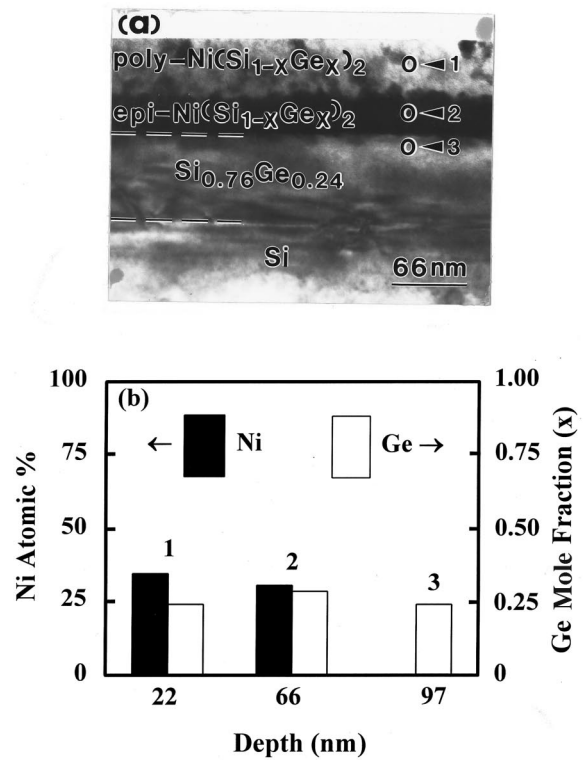 (a)
poly-Ni(Si1-XGeX)2 O◄1
epi-Ni(Si1-XGeX)2 O◄2
O◄3
Si0.76Ge0.24
Si
66nm
(b)
100 1.00
← Ni Ge →
75 0.75
50 0.50
1 2 3
25 0.25
0 0
22 66 97
Depth (nm)
Ni Atomic %
Ge Mole Fraction (x)